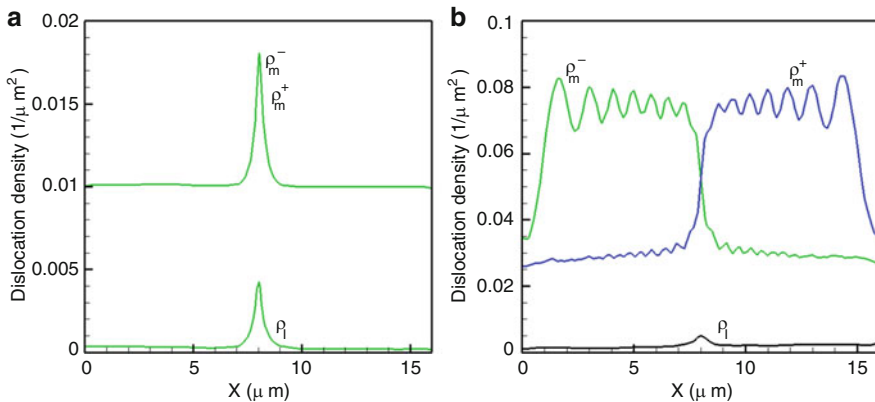 a
0.02
0.015
0.01
0.005
0
Dislocation density (1/μ m²)
ρₘ⁻
ρₘ⁺
ρₗ
0 5 10 15
X (μ m)
b
0.1
0.08
0.06
0.04
0.02
0
Dislocation density (1/μ m²)
ρₘ⁻
ρₘ⁺
ρₗ
0 5 10 15
X (μ m)